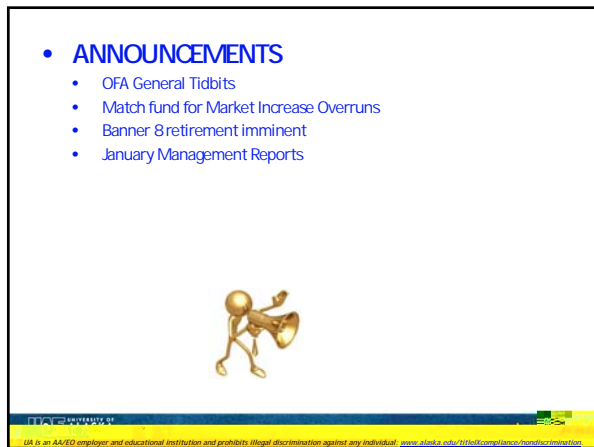 • ANNOUNCEMENTS
• OFA General Tidbits
• Match fund for Market Increase Overruns
• Banner 8 retirement imminent
• January Management Reports
UNIVERSITY OF
UA is an AA/EO employer and educational institution and prohibits illegal discrimination against any individual: www.alaska.edu/titleIXcompliance/nondiscrimination.